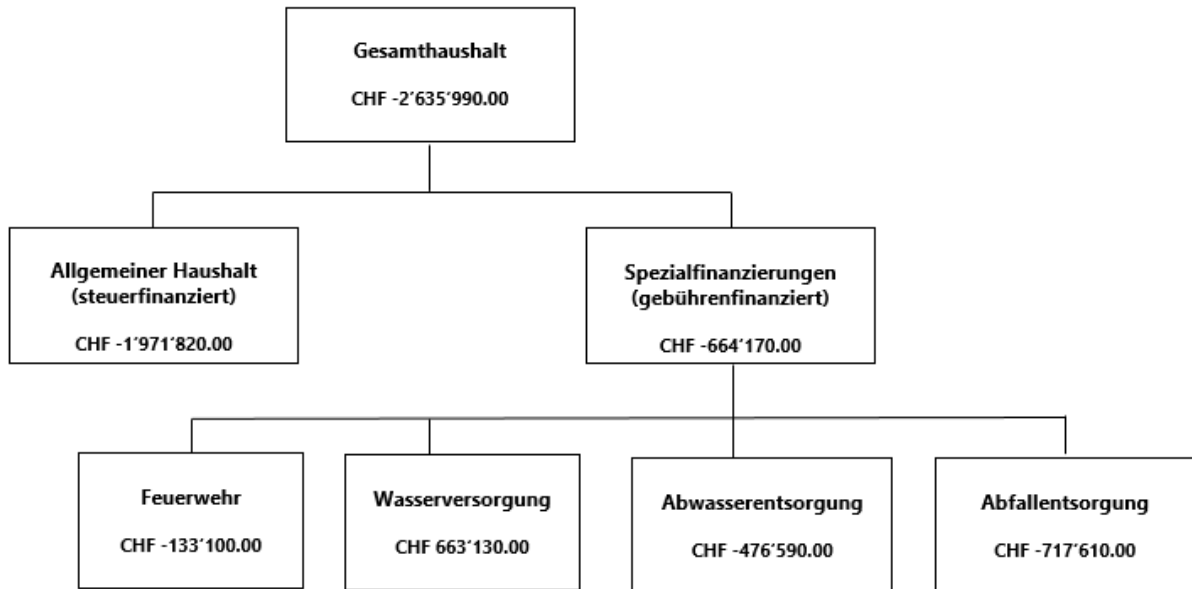 Gesamthaushalt
CHF -2’635’990.00
Allgemeiner Haushalt
(steuerfinanziert)
CHF -1’971’820.00
Spezialfinanzierungen
(gebührenfinanziert)
CHF -664’170.00
Feuerwehr
CHF -133’100.00
Wasserversorgung
CHF 663’130.00
Abwasserentsorgung
CHF -476’590.00
Abfallentsorgung
CHF -717’610.00